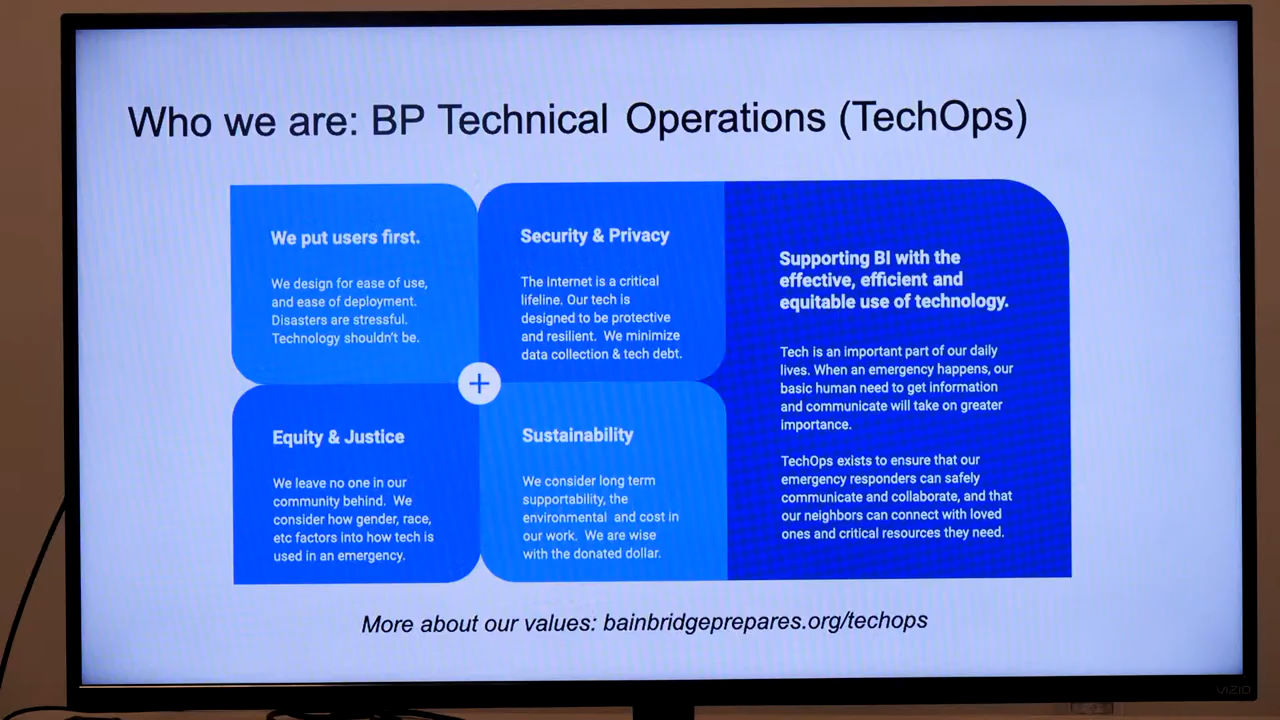 Who we are: BP Technical Operations (TechOps)
We put users first.
We design for ease of use,
and ease of deployment.
Disasters are stressful.
Technology shouldn't be.
Security & Privacy
The Internet is a critical
lifeline. Our tech is
designed to be protective
and resilient. We minimize
data collection & tech debt.
Equity & Justice
We leave no one in our
community behind. We
consider how gender, race,
etc factors into how tech is
used in an emergency.
Sustainability
We consider long term
supportability, the
environmental and cost in
our work. We are wise
with the donated dollar.
Supporting BI with the
effective, efficient and
equitable use of technology.
Tech is an important part of our daily
lives. When an emergency happens, our
basic human need to get information
and communicate will take on greater
importance.
TechOps exists to ensure that our
emergency responders can safely
communicate and collaborate, and that
our neighbors can connect with loved
ones and critical resources they need.
More about our values: bainbridgeprepares.org/techops
VIZIO